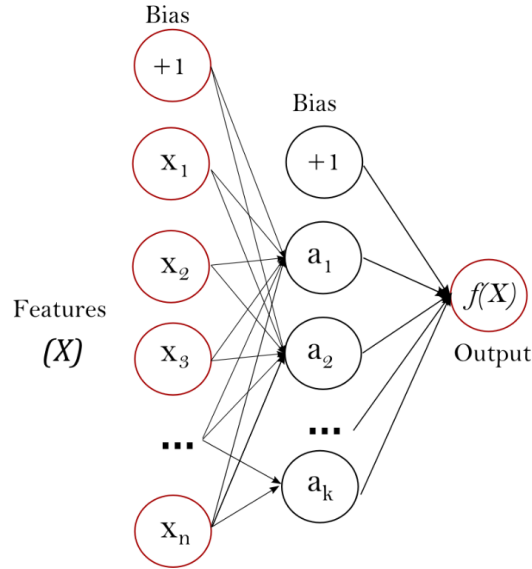 Bias
+1
x1
x2
x3
...
xn
Features
(X)
Bias
+1
a1
a2
...
ak
f(X)
Output